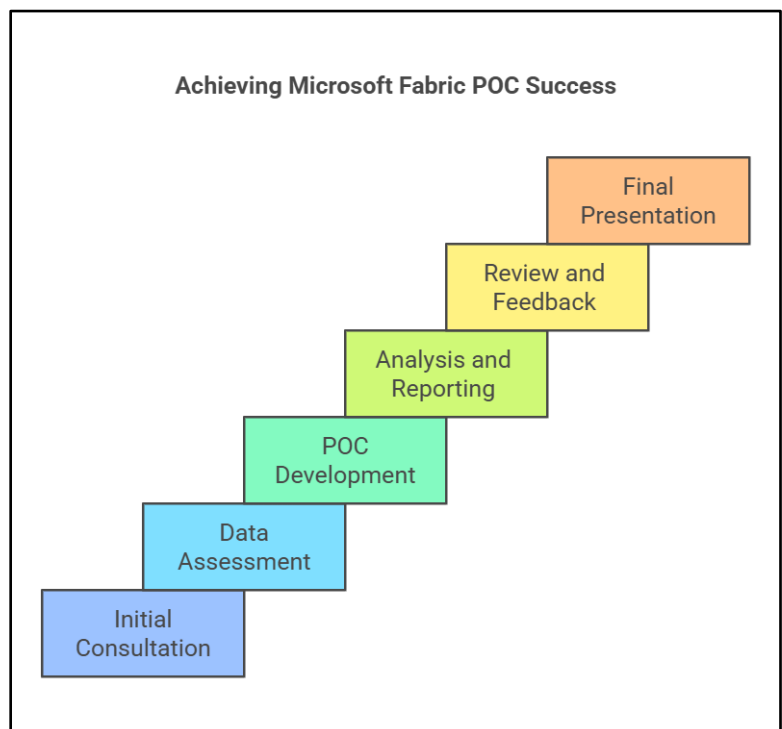 Achieving Microsoft Fabric POC Success
Final
Presentation
Review and
Feedback
Analysis and
Reporting
POC
Development
Data
Assessment
Initial
Consultation